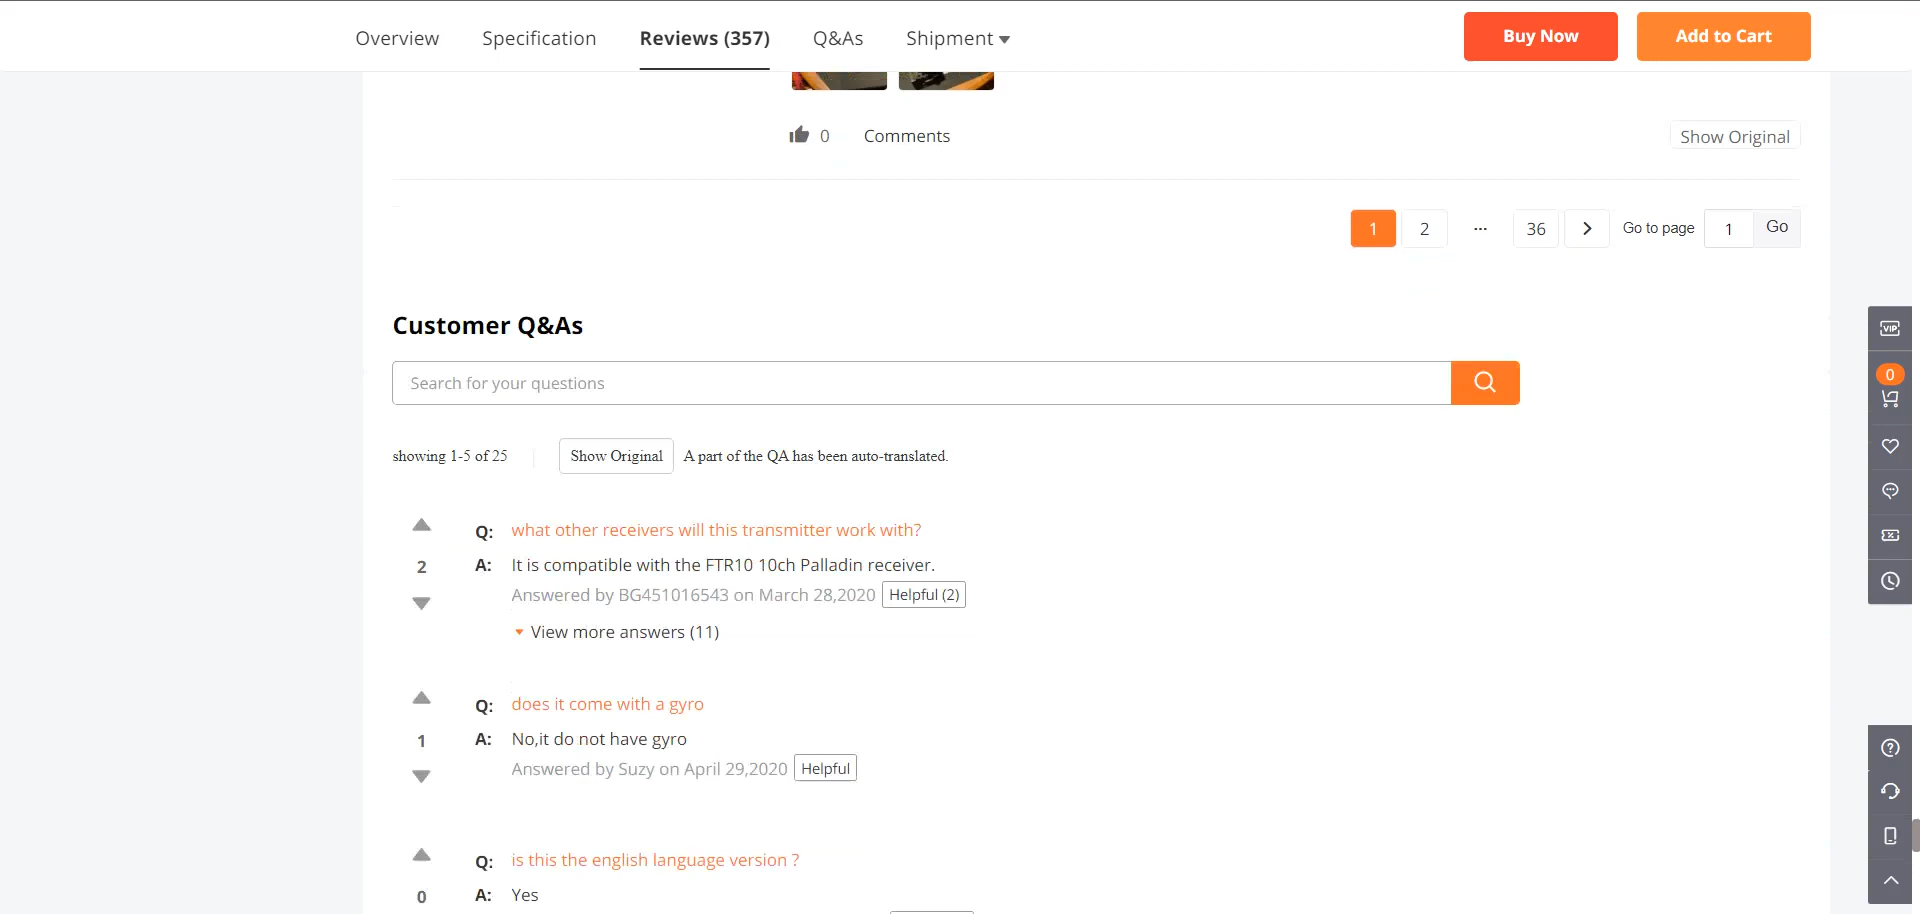 Overview Specification Reviews (357) Q&As Shipment Buy Now Add to Cart
0 Comments Show Original
1 2 ... 36 Go to page 1 Go
Customer Q&As
VIP
Search for your questions
0
showing 1-5 of 25 Show Original A part of the QA has been auto-translated.
Q: what other receivers will this transmitter work with?
2 A: It is compatible with the FTR10 10ch Palladin receiver.
Answered by BG451016543 on March 28,2020 Helpful (2)
View more answers (11)
Q: does it come with a gyro
1 A: No,it do not have gyro
Answered by Suzy on April 29,2020 Helpful
Q: is this the english language version ?
0 A: Yes